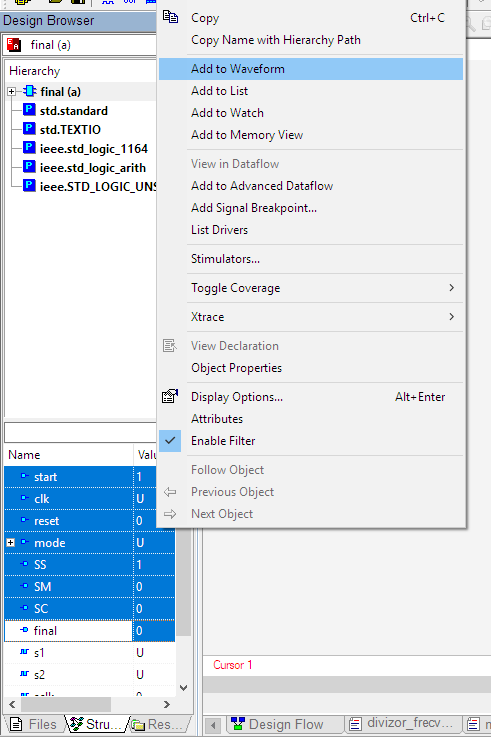 Design Browser
final (a)
Hierarchy
final (a)
std.standard
std.TEXTIO
ieee.std_logic_1164
ieee.std_logic_arith
ieee.STD_LOGIC_UNS
Copy Ctrl+C
Copy Name with Hierarchy Path
Add to Waveform
Add to List
Add to Watch
Add to Memory View
View in Dataflow
Add to Advanced Dataflow
Add Signal Breakpoint...
List Drivers
Stimulators...
Toggle Coverage
Xtrace
View Declaration
Object Properties
Display Options... Alt+Enter
Attributes
Enable Filter
Follow Object
Previous Object
Next Object
Name Valu
start 1
clk U
reset 0
mode U
SS 1
SM 0
SC 0
final 0
s1 U
s2 U
Cursor 1
Files Stru... Res...
Design Flow divizor_frecv...